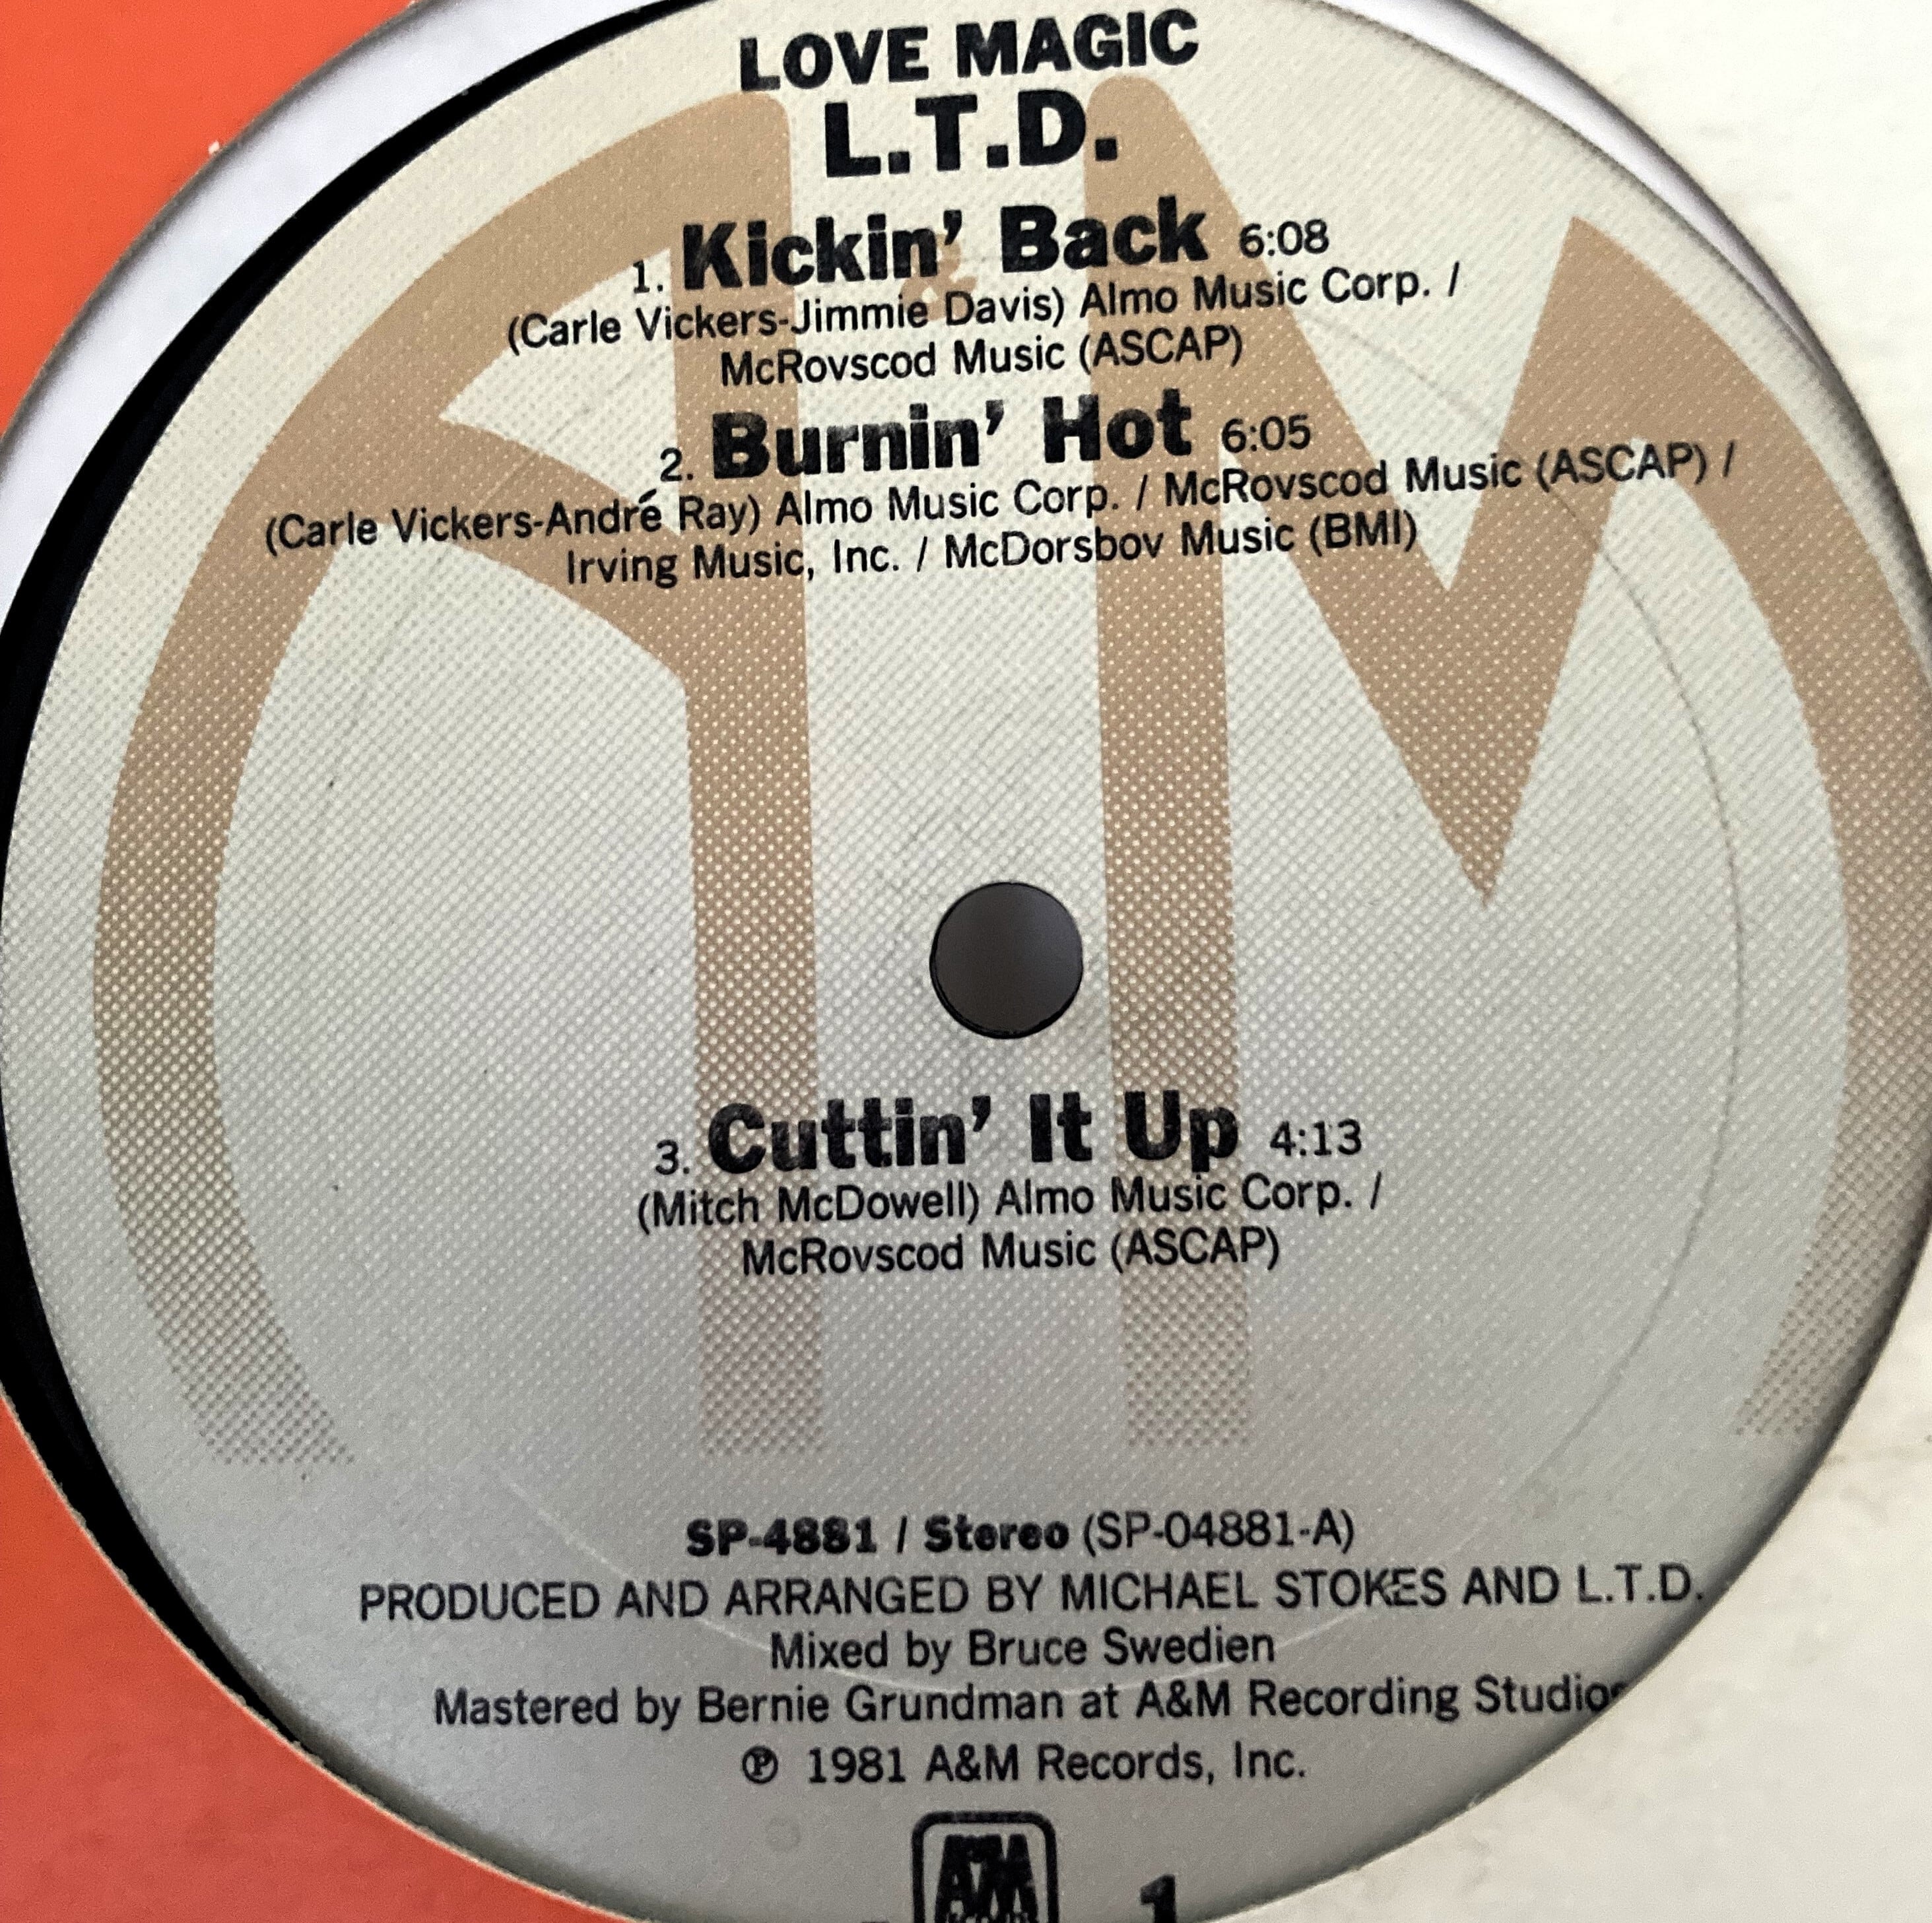 LOVE MAGIC
L.T.D.
1. Kickin' Back 6:08
(Carle Vickers-Jimmie Davis) Almo Music Corp. /
McRovscod Music (ASCAP)
2. Burnin' Hot 6:05
(Carle Vickers-André Ray) Almo Music Corp. / McRovscod Music (ASCAP) /
Irving Music, Inc. / McDorsbov Music (BMI)
3. Cuttin' It Up 4:13
(Mitch McDowell) Almo Music Corp. /
McRovscod Music (ASCAP)
SP-4881 / Stereo (SP-04881-A)
PRODUCED AND ARRANGED BY MICHAEL STOKES AND L.T.D.
Mixed by Bruce Swedien
Mastered by Bernie Grundman at A&M Recording Studios
℗ 1981 A&M Records, Inc.
A&M 1